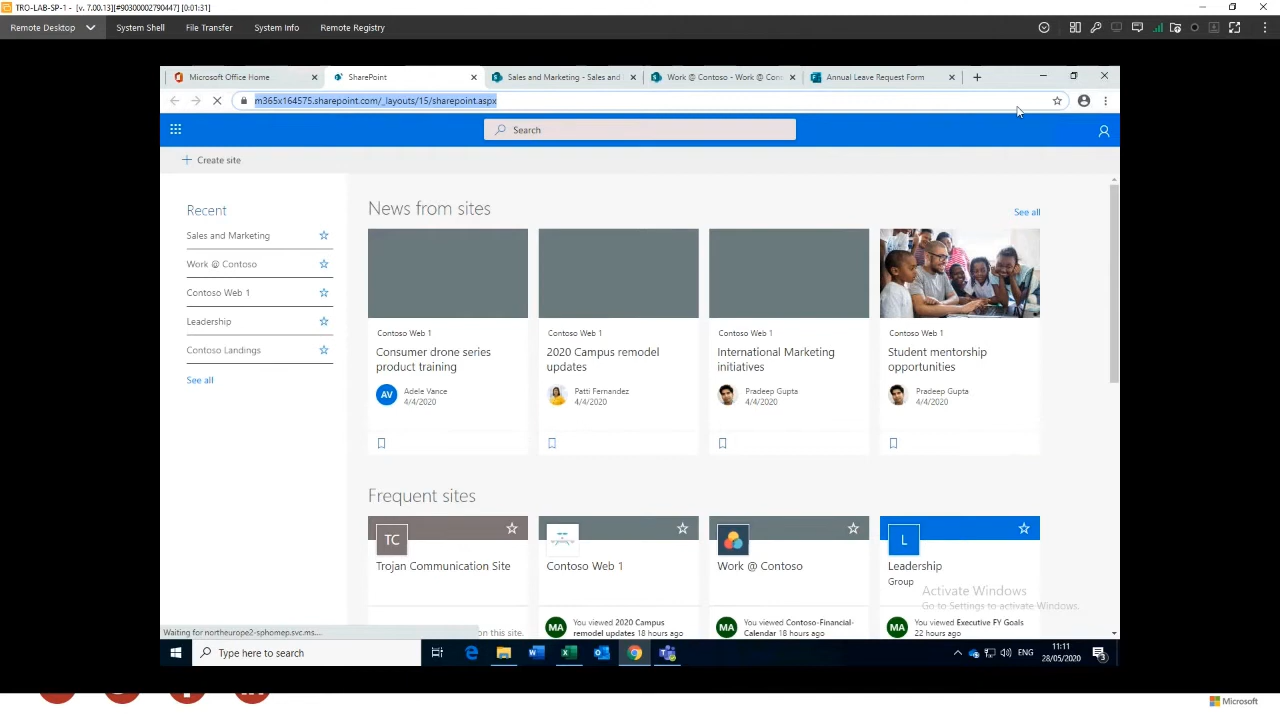 TRO-LAB-SP-1 - [v. 7.00.13][#90300002790447] [0:01:31]
Remote Desktop
System Shell
File Transfer
System Info
Remote Registry
Microsoft Office Home
SharePoint
Sales and Marketing - Sales and
Work @ Contoso - Work @ Con
Annual Leave Request Form
m365x164575.sharepoint.com/_layouts/15/sharepoint.aspx
Search
Create site
Recent
Sales and Marketing
Work @ Contoso
Contoso Web 1
Leadership
Contoso Landings
See all
News from sites
See all
Contoso Web 1
Consumer drone series
product training
AV
Adele Vance
4/4/2020
Contoso Web 1
2020 Campus remodel
updates
Patti Fernandez
4/4/2020
Contoso Web 1
International Marketing
initiatives
Pradeep Gupta
4/4/2020
Contoso Web 1
Student mentorship
opportunities
Pradeep Gupta
4/4/2020
Frequent sites
TC
Trojan Communication Site
on this site.
Contoso Web 1
MA
You viewed 2020 Campus
remodel updates 18 hours ago
Work @ Contoso
MA
You viewed Contoso-Financial-
Calendar 18 hours ago
L
Leadership
Group
MA
You viewed Executive FY Goals
22 hours ago
Activate Windows
Go to Settings to activate Windows.
Waiting for northeurope2-sphomep.svc.ms...
Type here to search
ENG
11:11
28/05/2020
3
Microsoft